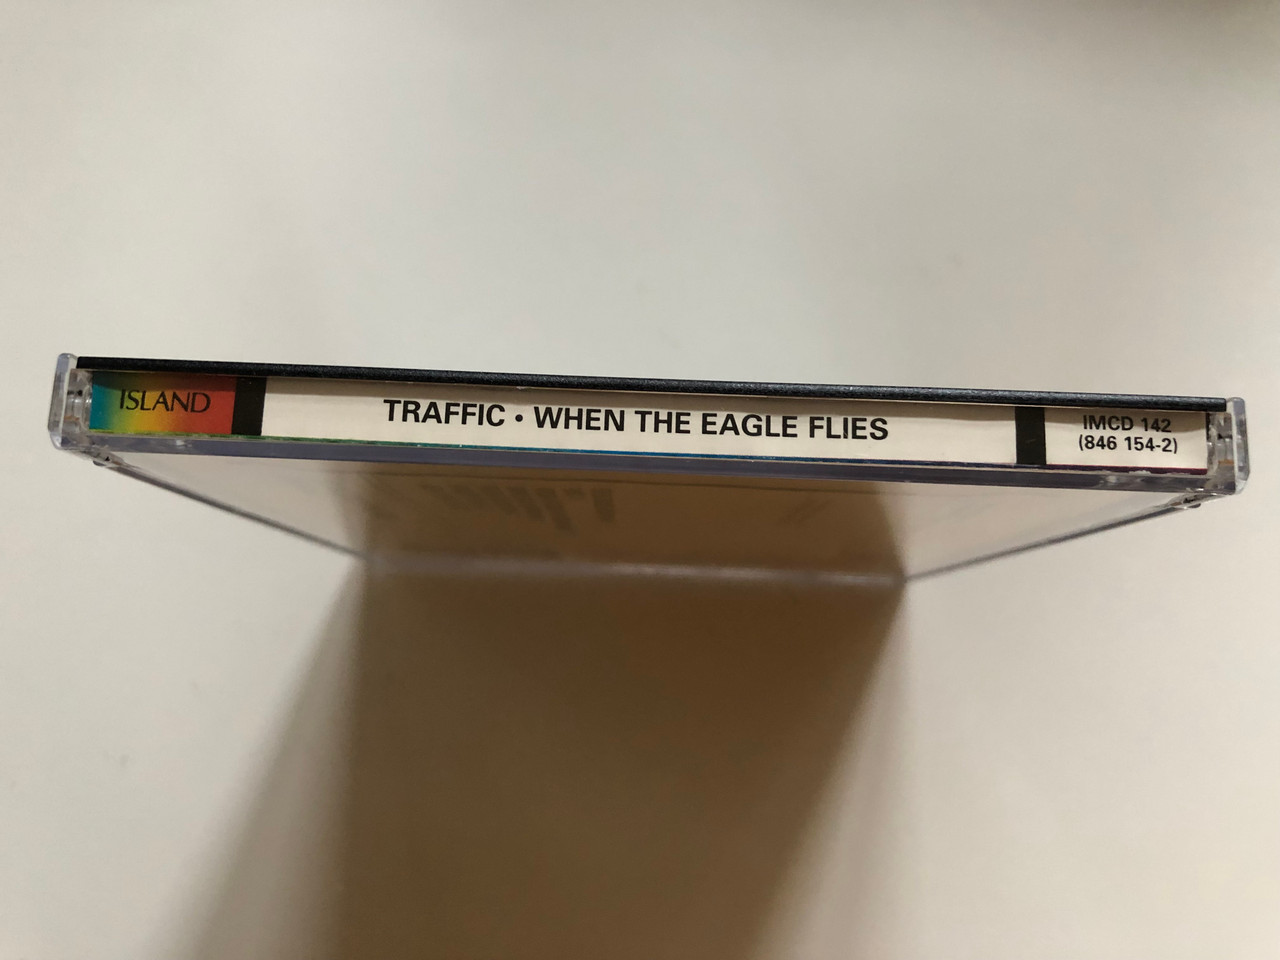 ISLAND
TRAFFIC • WHEN THE EAGLE FLIES
IMCD 142
(846 154-2)